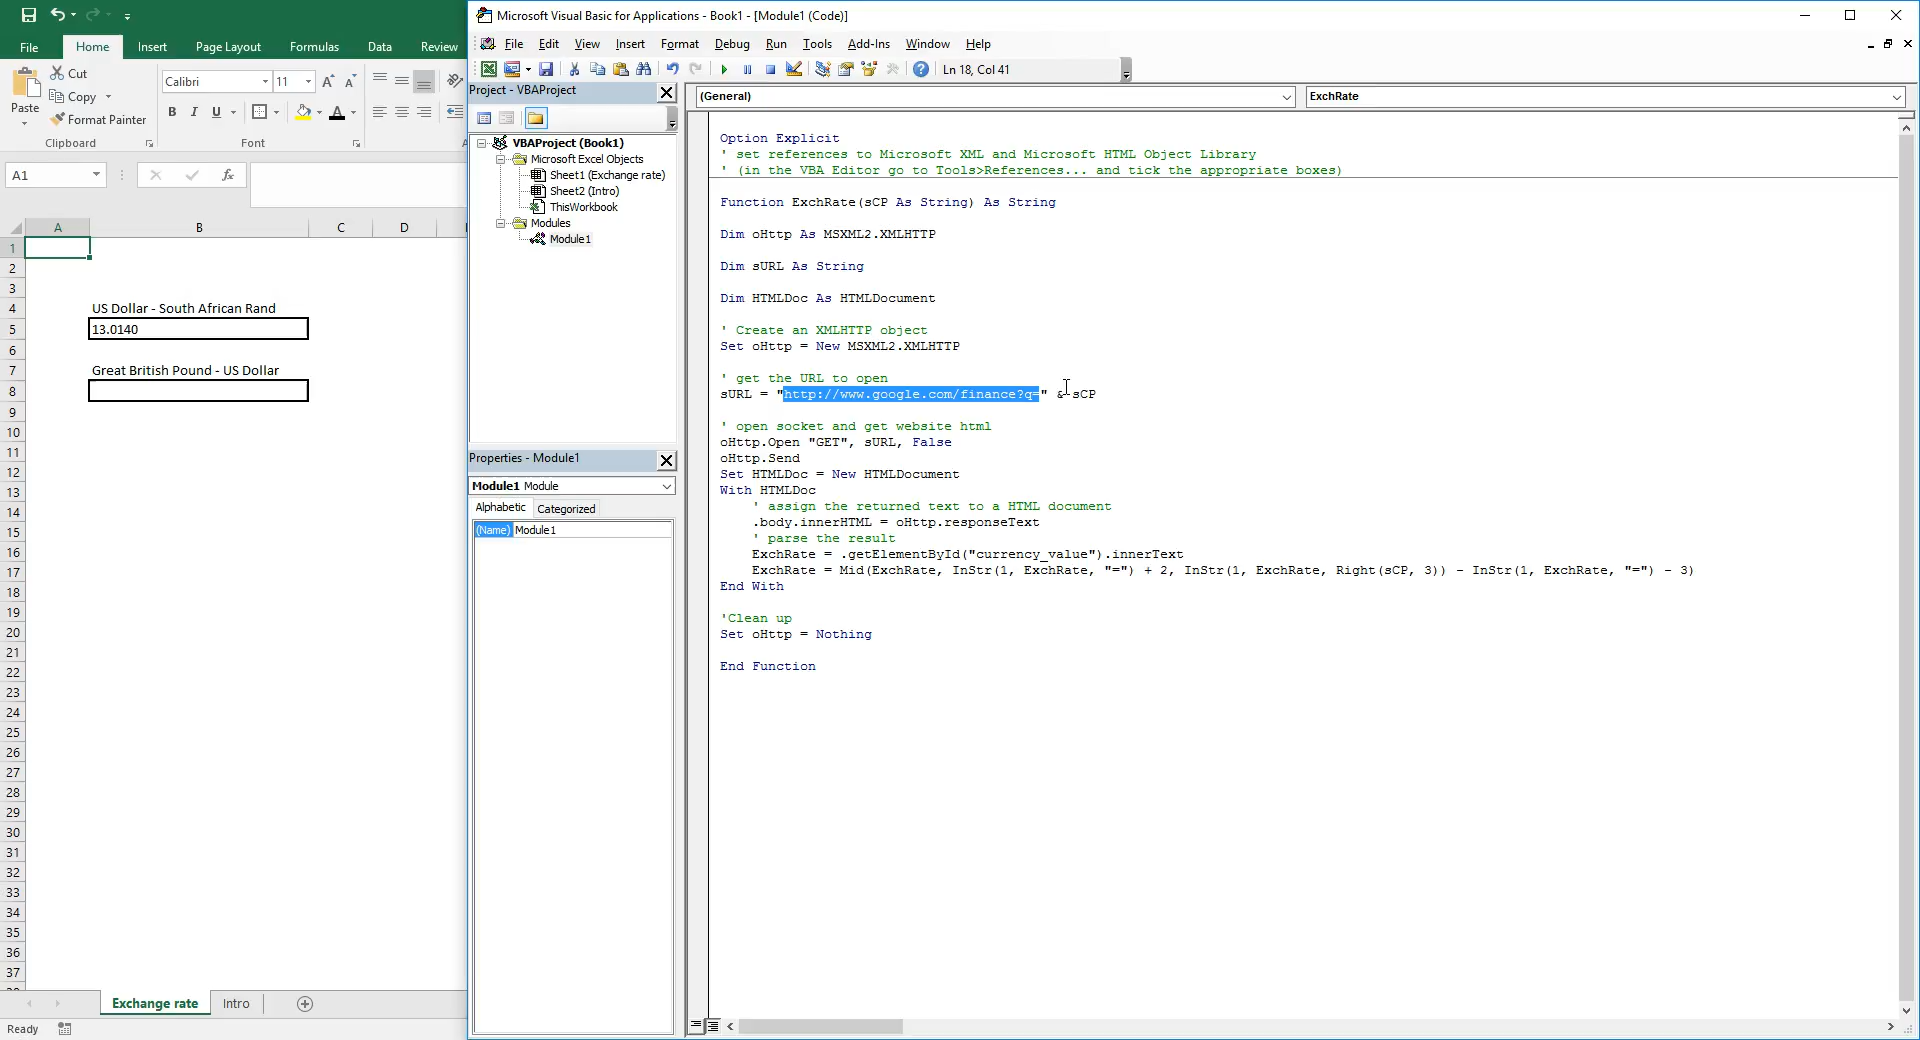 Microsoft Visual Basic for Applications - Book1 - [Module1 (Code)]
File Home Insert Page Layout Formulas Data Review
File Edit View Insert Format Debug Run Tools Add-Ins Window Help
Cut
Copy
Format Painter
Paste
Clipboard
Calibri 11
B I U
Font
Ln 18, Col 41
A1
fx
A B C D
1
2
3
4 US Dollar - South African Rand
5 13.0140
6
7 Great British Pound - US Dollar
8
9
10
11
12
13
14
15
16
17
18
19
20
21
22
23
24
25
26
27
28
29
30
31
32
33
34
35
36
37
Exchange rate Intro
Ready
Project - VBAProject
VBAProject (Book1)
Microsoft Excel Objects
Sheet1 (Exchange rate)
Sheet2 (Intro)
ThisWorkbook
Modules
Module1
Properties - Module1
Module1 Module
Alphabetic Categorized
(Name) Module1
(General) ExchRate
Option Explicit
' set references to Microsoft XML and Microsoft HTML Object Library
' (in the VBA Editor go to Tools>References... and tick the appropriate boxes)
Function ExchRate(sCP As String) As String
Dim oHttp As MSXML2.XMLHTTP
Dim sURL As String
Dim HTMLDoc As HTMLDocument
' Create an XMLHTTP object
Set oHttp = New MSXML2.XMLHTTP
' get the URL to open
sURL = "http://www.google.com/finance?q=" & sCP
' open socket and get website html
oHttp.Open "GET", sURL, False
oHttp.Send
Set HTMLDoc = New HTMLDocument
With HTMLDoc
' assign the returned text to a HTML document
.body.innerHTML = oHttp.responseText
' parse the result
ExchRate = .getElementById("currency_value").innerText
ExchRate = Mid(ExchRate, InStr(1, ExchRate, "=") + 2, InStr(1, ExchRate, Right(sCP, 3)) - InStr(1, ExchRate, "=") - 3)
End With
'Clean up
Set oHttp = Nothing
End Function